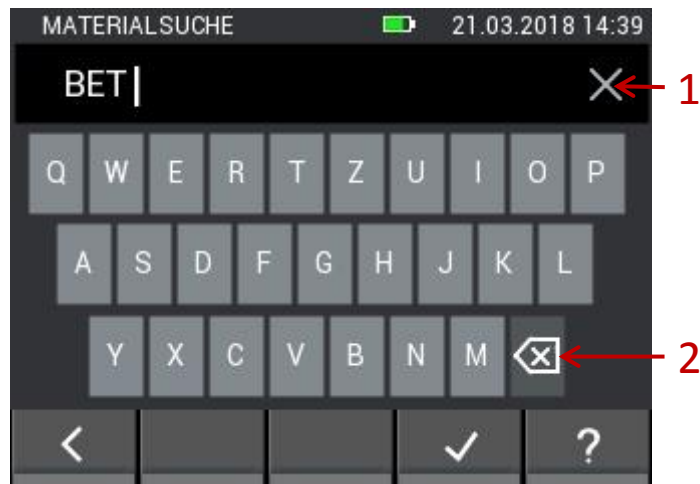 MATERIALSUCHE 21.03.2018 14:39
BET 1
Q W E R T Z U I O P
A S D F G H J K L
Y X C V B N M 2
?